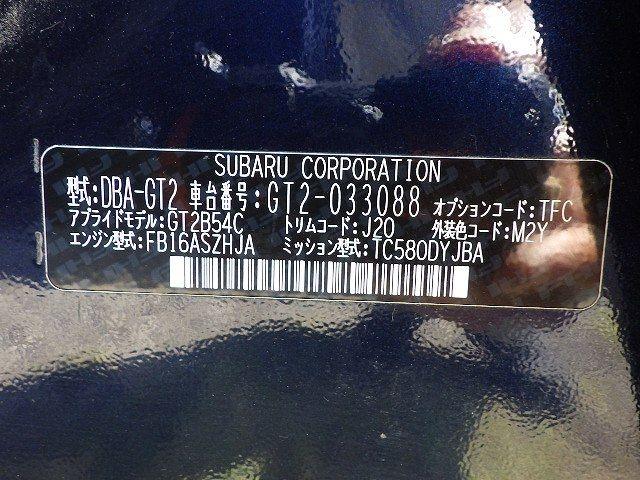 SUBARU CORPORATION
型式:DBA-GT2 車台番号:GT2-033088 オプションコード:TFC
アプライドモデル:GT2B54C トリムコード:J20 外装色コード:M2Y
エンジン型式:FB16ASZHJA ミッション型式:TC580DYJBA